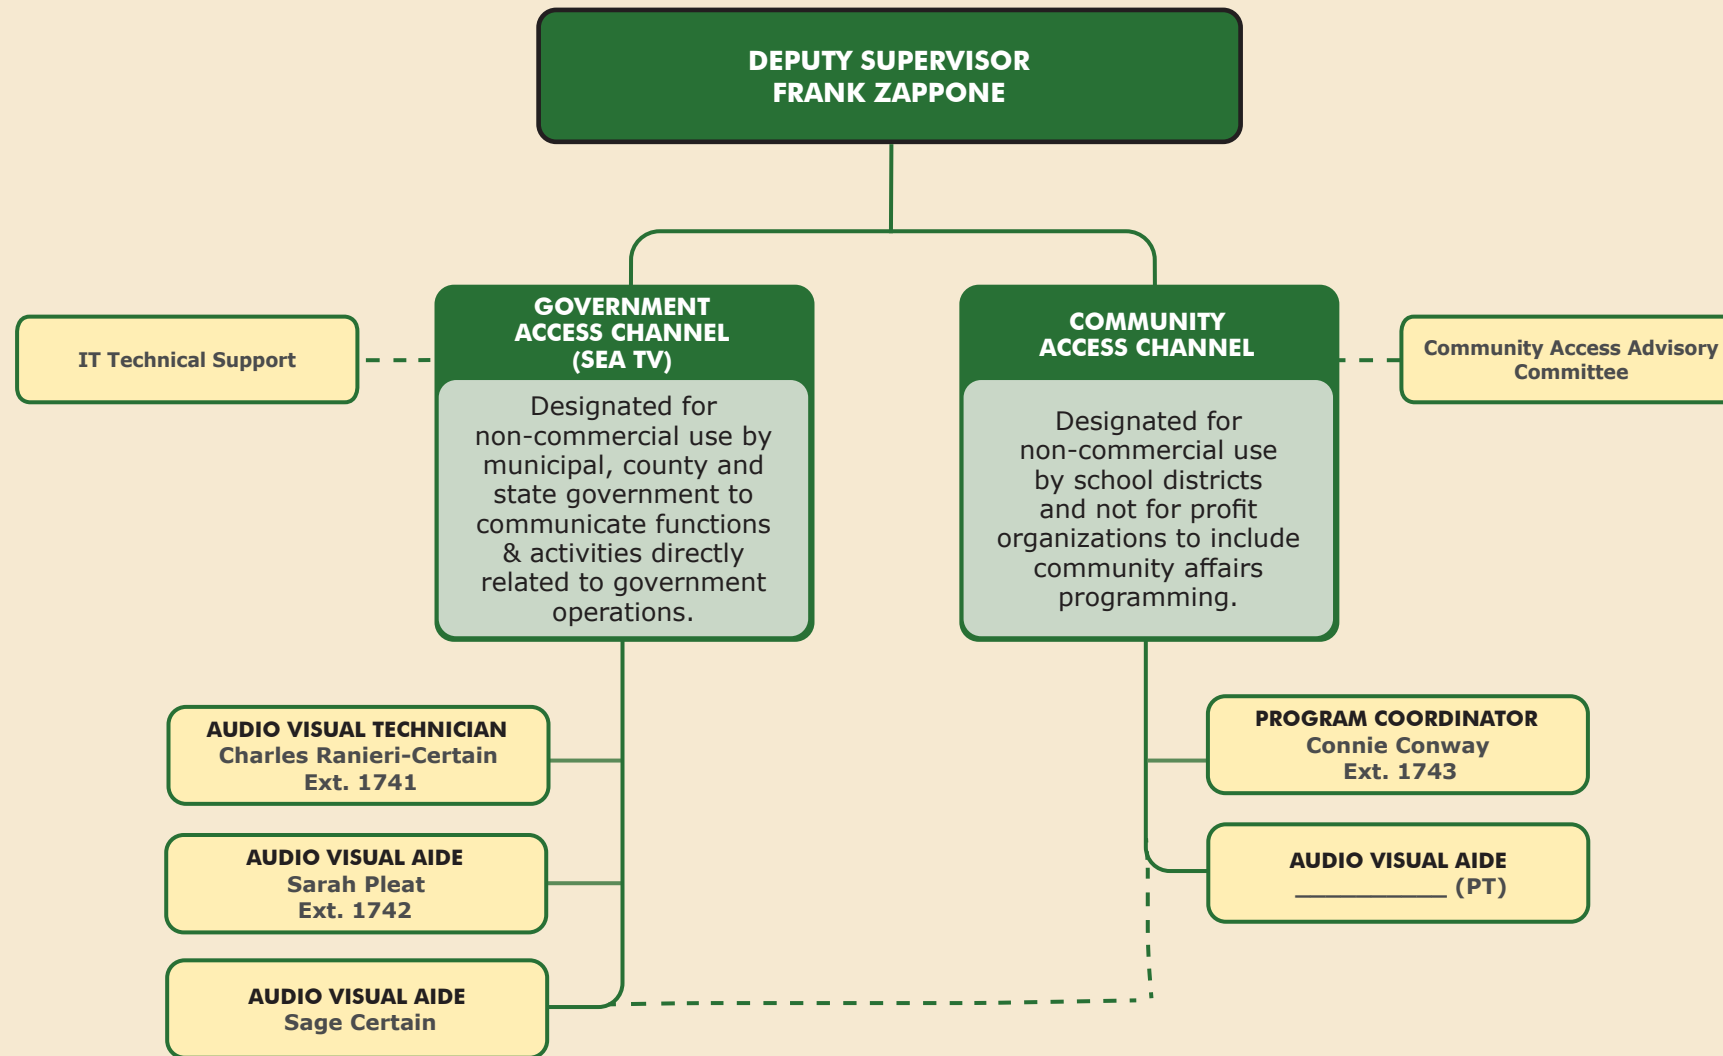 DEPUTY SUPERVISOR
FRANK ZAPPONE
IT Technical Support
GOVERNMENT
ACCESS CHANNEL
(SEA TV)
Designated for
non-commercial use by
municipal, county and
state government to
communicate functions
& activities directly
related to government
operations.
COMMUNITY
ACCESS CHANNEL
Designated for
non-commercial use
by school districts
and not for profit
organizations to include
community affairs
programming.
Community Access Advisory
Committee
AUDIO VISUAL TECHNICIAN
Charles Ranieri-Certain
Ext. 1741
AUDIO VISUAL AIDE
Sarah Pleat
Ext. 1742
AUDIO VISUAL AIDE
Sage Certain
PROGRAM COORDINATOR
Connie Conway
Ext. 1743
AUDIO VISUAL AIDE
____________ (PT)